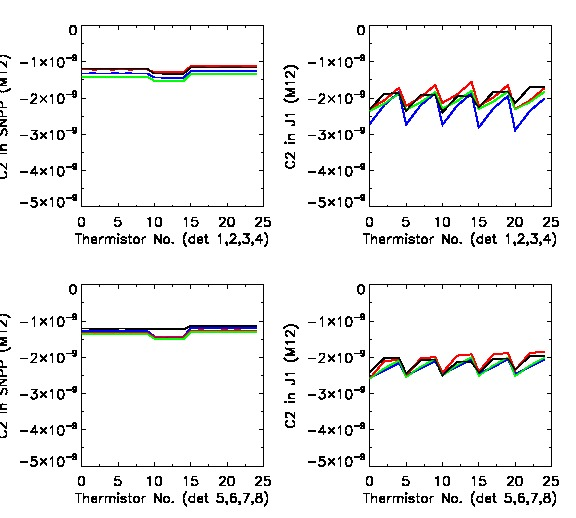 0
−1×10⁻⁹
−2×10⁻⁹
−3×10⁻⁹
−4×10⁻⁹
−5×10⁻⁹
C2 in SNPP (M12)
0 5 10 15 20 25
Thermistor No. (det 1,2,3,4)
0
−1×10⁻⁹
−2×10⁻⁹
−3×10⁻⁹
−4×10⁻⁹
−5×10⁻⁹
C2 in J1 (M12)
0 5 10 15 20 25
Thermistor No. (det 1,2,3,4)
0
−1×10⁻⁹
−2×10⁻⁹
−3×10⁻⁹
−4×10⁻⁹
−5×10⁻⁹
C2 in SNPP (M12)
0 5 10 15 20 25
Thermistor No. (det 5,6,7,8)
0
−1×10⁻⁹
−2×10⁻⁹
−3×10⁻⁹
−4×10⁻⁹
−5×10⁻⁹
C2 in J1 (M12)
0 5 10 15 20 25
Thermistor No. (det 5,6,7,8)